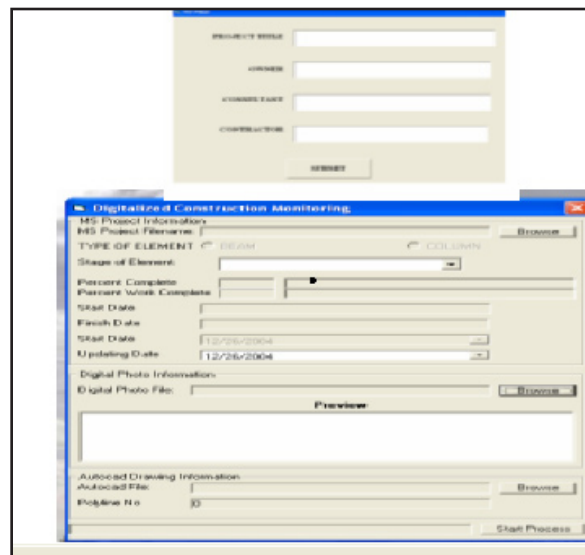 PROJECT TITLE
OWNER
CONSULTANT
CONTRACTOR
SUBMIT
Digitalized Construction Monitoring
MS Project Information
MS Project Filename: Browse
TYPE OF ELEMENT BEAM COLUMN
Stage of Element:
Percent Complete
Percent Work Complete
Start Date
Finish Date
Start Date 12/26/2004
Updating Date 12/26/2004
Digital Photo Information
Digital Photo File: Browse
Preview
Autocad Drawing Information
Autocad File: Browse
Polyline No 0
Start Process